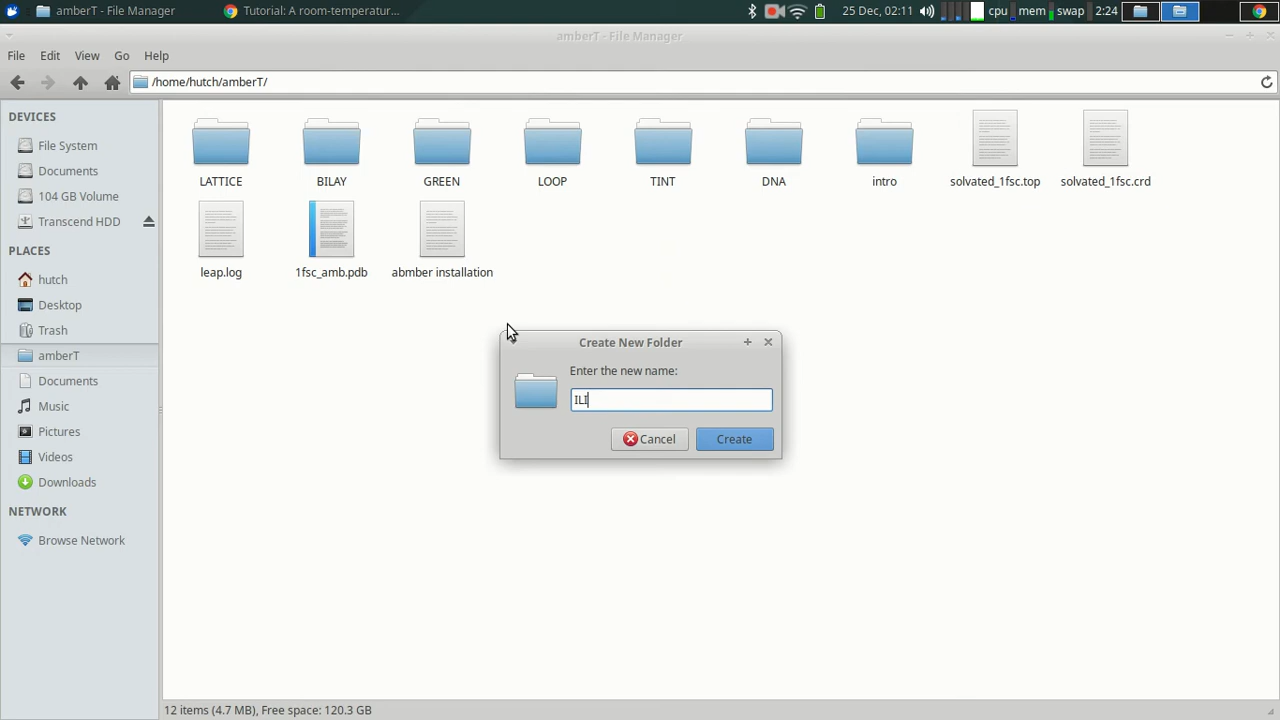 amberT - File Manager
Tutorial: A room-temperatur...
25 Dec, 02:11
cpu
mem
swap
2:24
amberT - File Manager
File Edit View Go Help
/home/hutch/amberT/
DEVICES
File System
Documents
104 GB Volume
Transcend HDD
PLACES
hutch
Desktop
Trash
amberT
Documents
Music
Pictures
Videos
Downloads
NETWORK
Browse Network
LATTICE BILAY GREEN LOOP TINT DNA intro solvated_1fsc.top solvated_1fsc.crd
leap.log 1fsc_amb.pdb abmber installation
Create New Folder
Enter the new name:
ILI
Cancel Create
12 items (4.7 MB), Free space: 120.3 GB